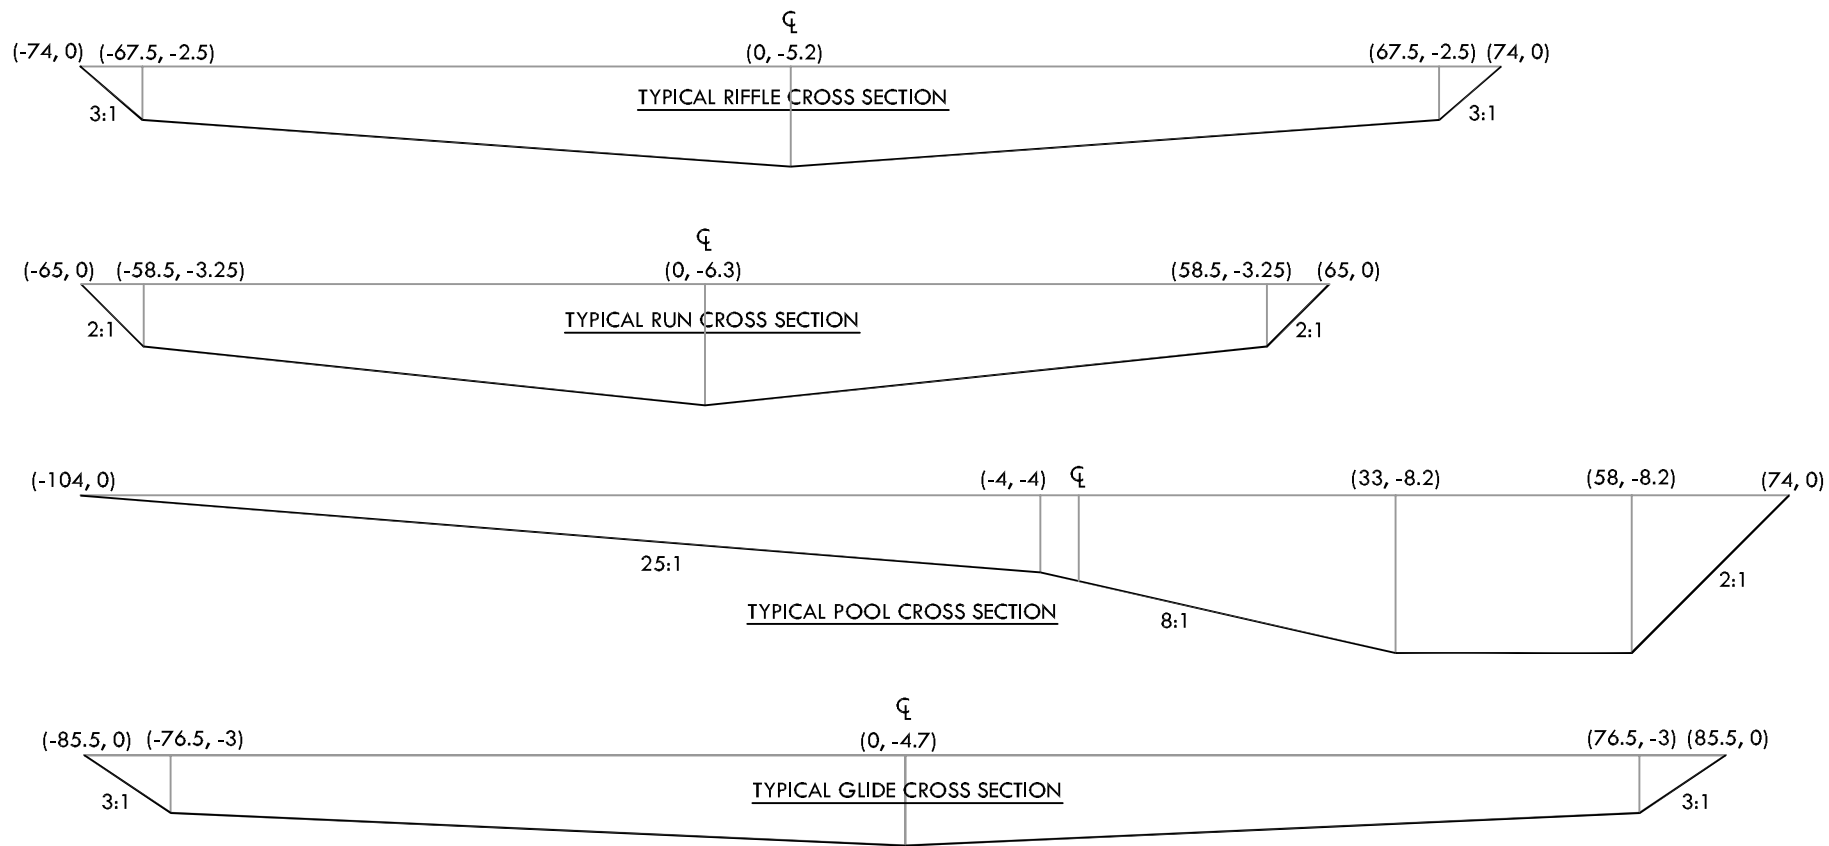 ℄
(-74, 0) (-67.5, -2.5) (0, -5.2) (67.5, -2.5) (74, 0)
TYPICAL RIFFLE CROSS SECTION
3:1 3:1
℄
(-65, 0) (-58.5, -3.25) (0, -6.3) (58.5, -3.25) (65, 0)
TYPICAL RUN CROSS SECTION
2:1 2:1
(-104, 0) (-4, -4) ℄ (33, -8.2) (58, -8.2) (74, 0)
25:1
2:1
TYPICAL POOL CROSS SECTION
8:1
℄
(-85.5, 0) (-76.5, -3) (0, -4.7) (76.5, -3) (85.5, 0)
TYPICAL GLIDE CROSS SECTION
3:1 3:1